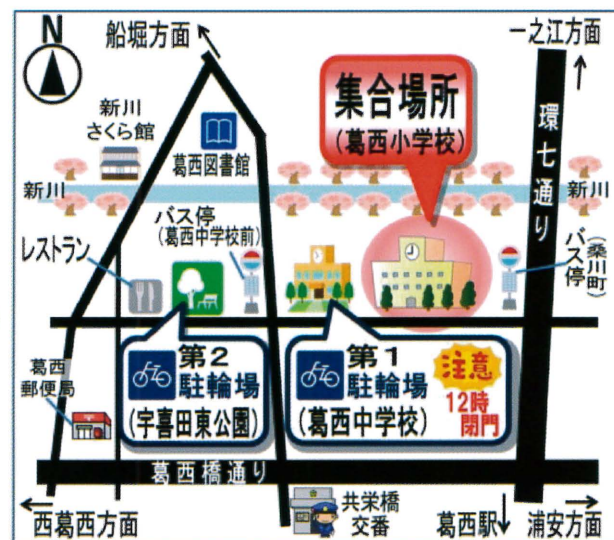 N
船堀方面
一之江方面
新川
さくら館
葛西図書館
集合場所
(葛西小学校)
環七通り
新川
新川
バス停
(葛西中学校前)
レストラン
バス停
(桑川町)
第2
駐輪場
(宇喜田東公園)
第1
駐輪場
(葛西中学校)
注意
12時
閉門
葛西
郵便局
葛西橋通り
西葛西方面
共栄橋
交番
葛西駅
浦安方面